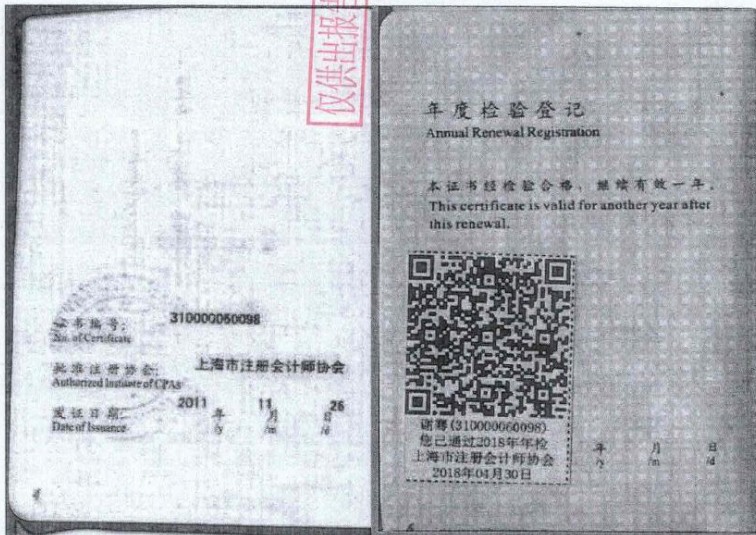 仅供出报告
证书编号:
No. of Certificate
310000060098
批准注册协会:
Authorized Institute of CPAs
上海市注册会计师协会
发证日期:
Date of Issuance
2011 年 11 月 26 日
/y /m /d
年度检验登记
Annual Renewal Registration
本证书经检验合格,继续有效一年。
This certificate is valid for another year after
this renewal.
谢骞(310000060098)
您已通过2018年年检
上海市注册会计师协会
2018年04月30日
年 月 日
/y /m /d